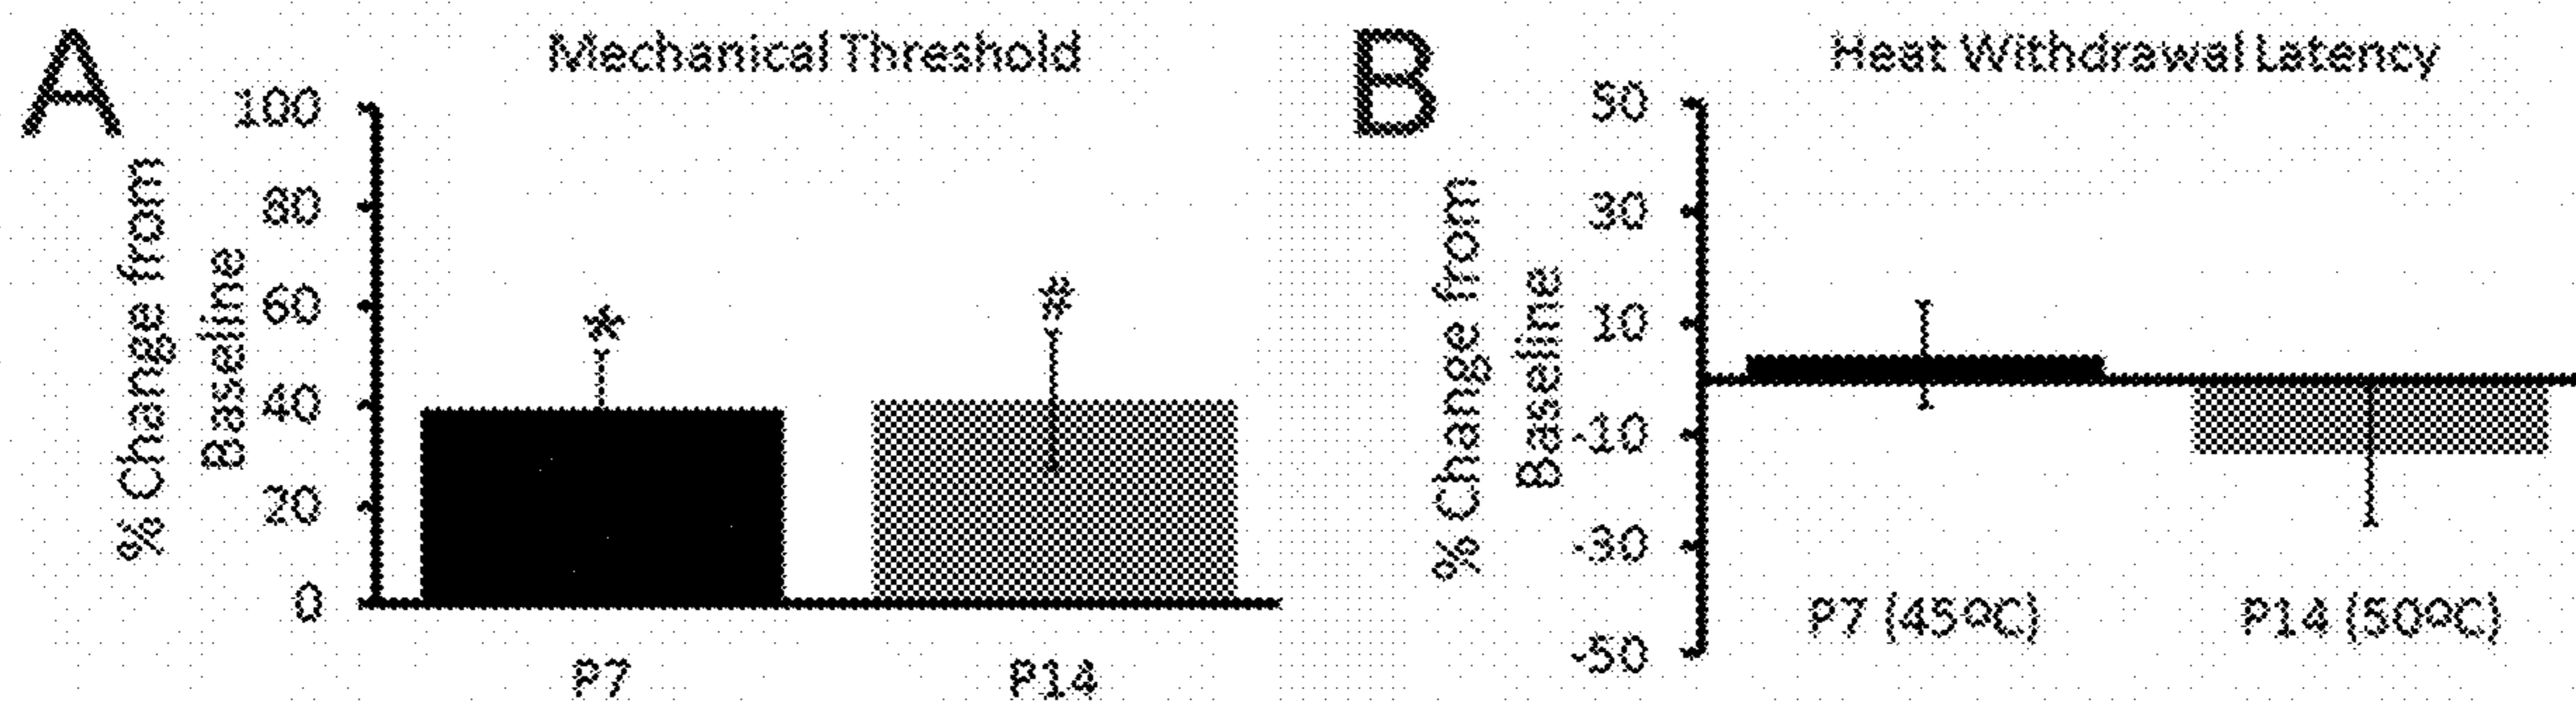 A
Mechanical Threshold
% Change from
Baseline
100
80
60
40
20
0
*
#
P7
P14
B
Heat Withdrawal Latency
% Change from
Baseline
50
30
10
-10
-30
-50
P7 (45ºC)
P14 (50ºC)